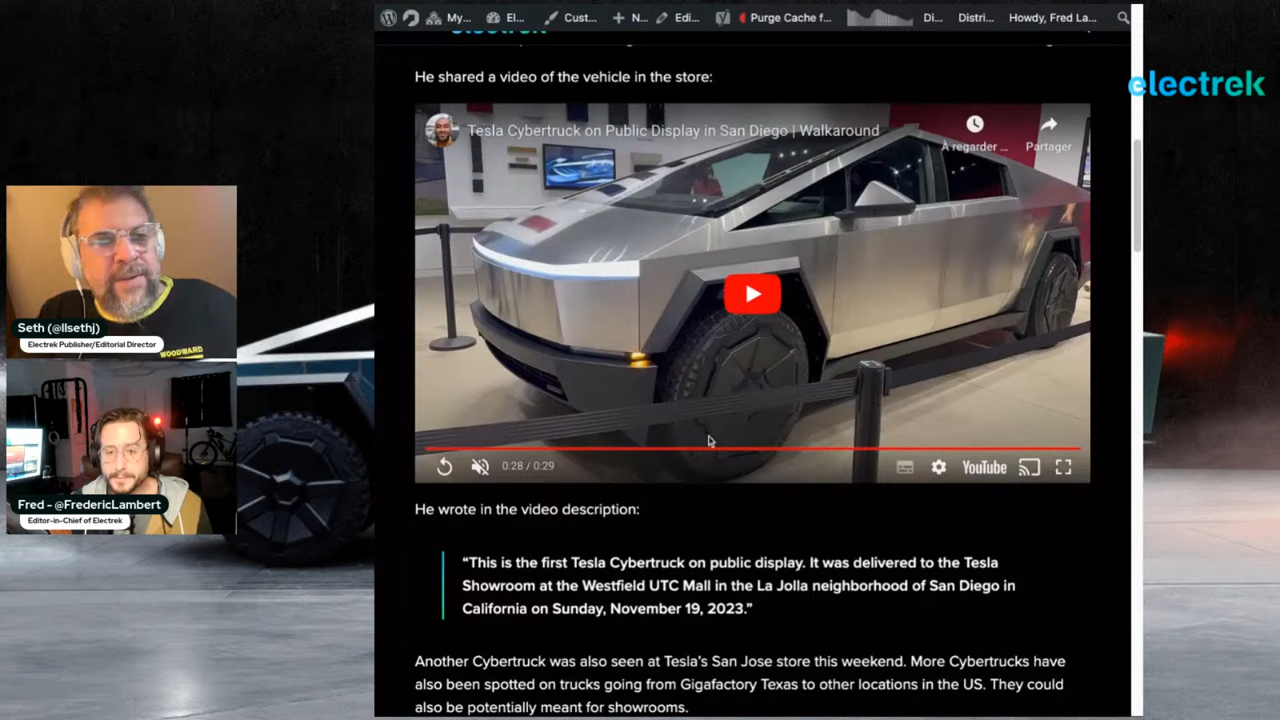 My...
El...
Cust...
N...
Edi...
Purge Cache f...
Di...
Distri...
Howdy, Fred La...
electrek
He shared a video of the vehicle in the store:
electrek
Tesla Cybertruck on Public Display in San Diego | Walkaround
À regarder ...
Partager
Seth (@llsethj)
Electrek Publisher/Editorial Director
WOODWARD
Fred - @FredericLambert
Editor-in-Chief of Electrek
0:28 / 0:29
YouTube
He wrote in the video description:
“This is the first Tesla Cybertruck on public display. It was delivered to the Tesla
Showroom at the Westfield UTC Mall in the La Jolla neighborhood of San Diego in
California on Sunday, November 19, 2023.”
Another Cybertruck was also seen at Tesla’s San Jose store this weekend. More Cybertrucks have
also been spotted on trucks going from Gigafactory Texas to other locations in the US. They could
also be potentially meant for showrooms.